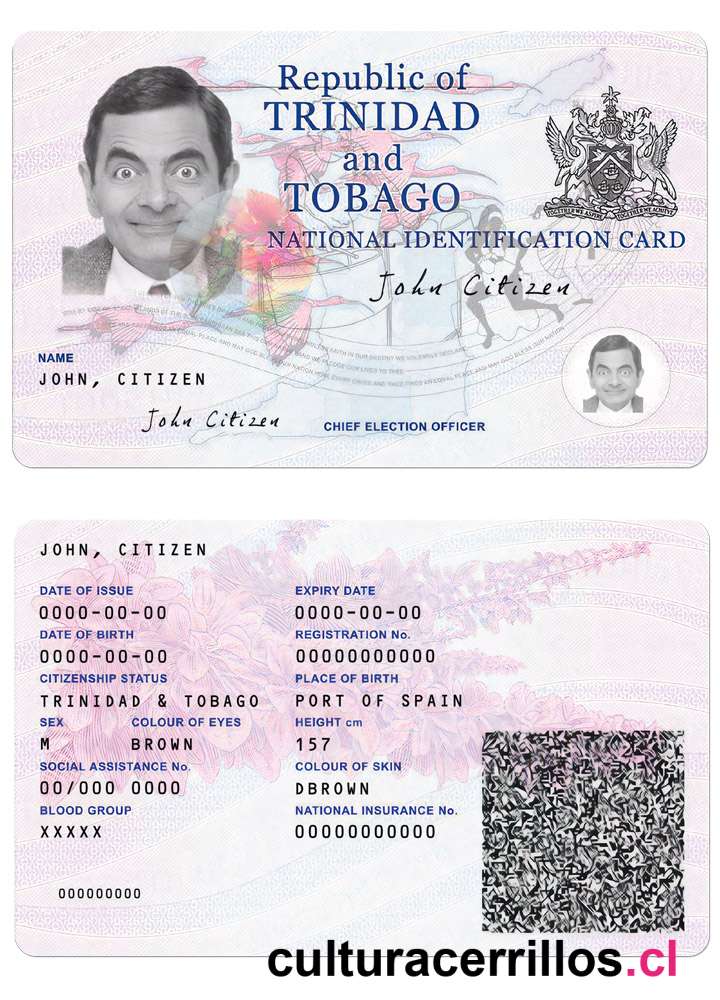 Republic of
TRINIDAD
and
TOBAGO
NATIONAL IDENTIFICATION CARD
TOGETHER WE ASPIRE TOGETHER WE ACHIEVE
John Citizen
NAME
JOHN, CITIZEN
John Citizen
CHIEF ELECTION OFFICER
JOHN, CITIZEN
DATE OF ISSUE EXPIRY DATE
0000-00-00 0000-00-00
DATE OF BIRTH REGISTRATION No.
0000-00-00 00000000000
CITIZENSHIP STATUS PLACE OF BIRTH
TRINIDAD & TOBAGO PORT OF SPAIN
SEX COLOUR OF EYES HEIGHT cm
M BROWN 157
SOCIAL ASSISTANCE No. COLOUR OF SKIN
00/000 0000 DBROWN
BLOOD GROUP NATIONAL INSURANCE No.
XXXXX 00000000000
000000000
culturacerrillos.cl